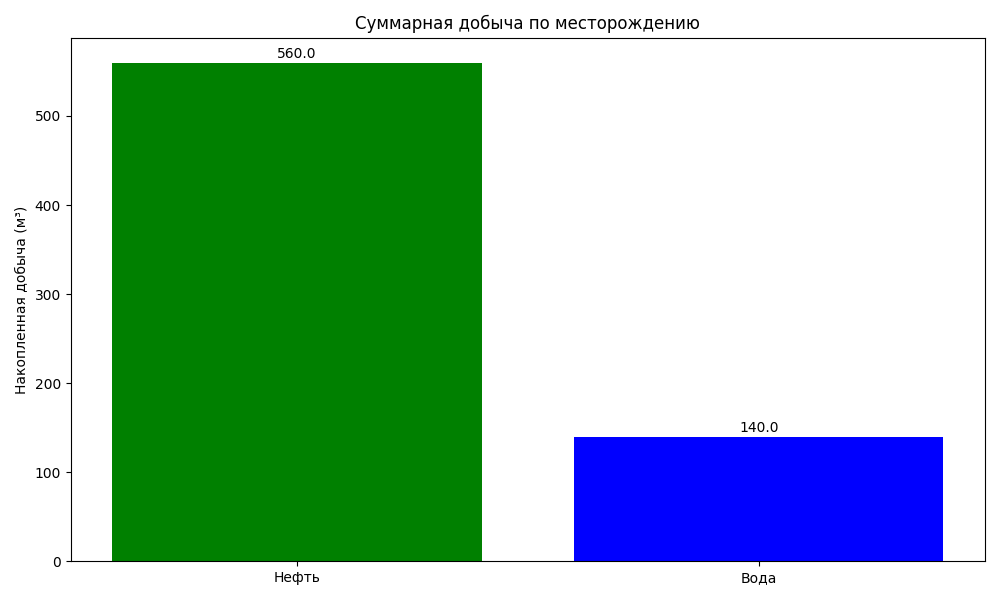 Суммарная добыча по месторождению
560.0
140.0
Накопленная добыча (м³)
500
400
300
200
100
0
Нефть
Вода